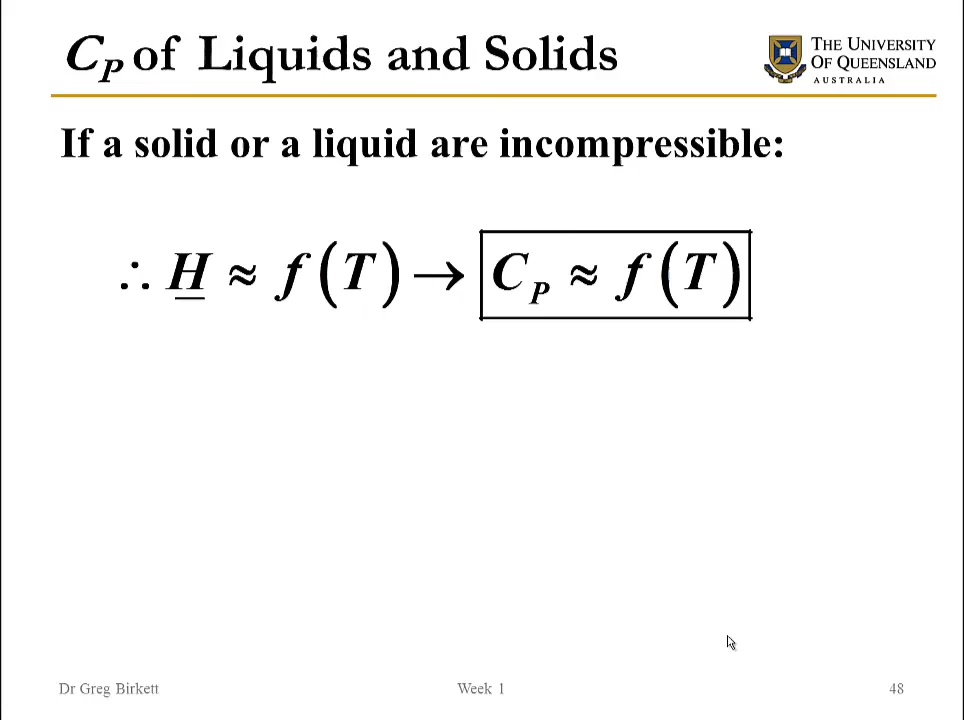 C_P of Liquids and Solids
THE UNIVERSITY
OF QUEENSLAND
AUSTRALIA
If a solid or a liquid are incompressible:
∴ H ≈ f(T) → C_P ≈ f(T)
Dr Greg Birkett
Week 1
48